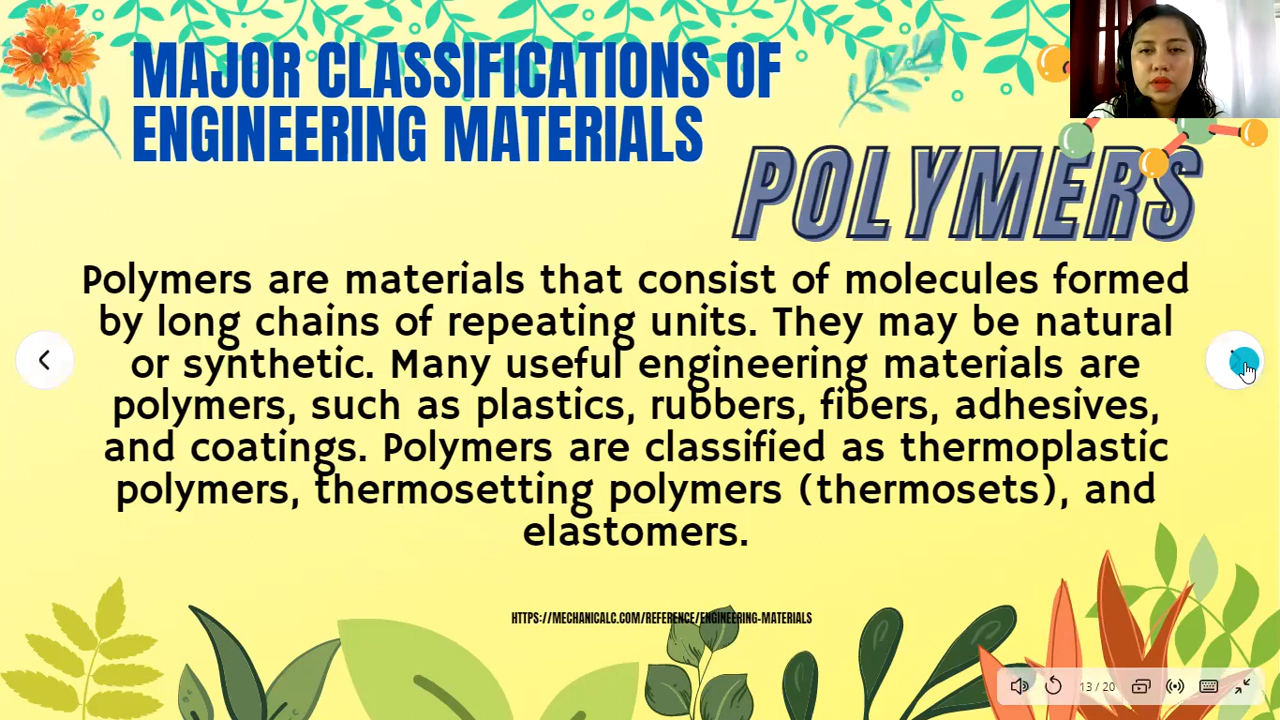 MAJOR CLASSIFICATIONS OF
ENGINEERING MATERIALS
POLYMERS
Polymers are materials that consist of molecules formed
by long chains of repeating units. They may be natural
or synthetic. Many useful engineering materials are
polymers, such as plastics, rubbers, fibers, adhesives,
and coatings. Polymers are classified as thermoplastic
polymers, thermosetting polymers (thermosets), and
elastomers.
HTTPS://MECHANICALC.COM/REFERENCE/ENGINEERING-MATERIALS
13 / 20